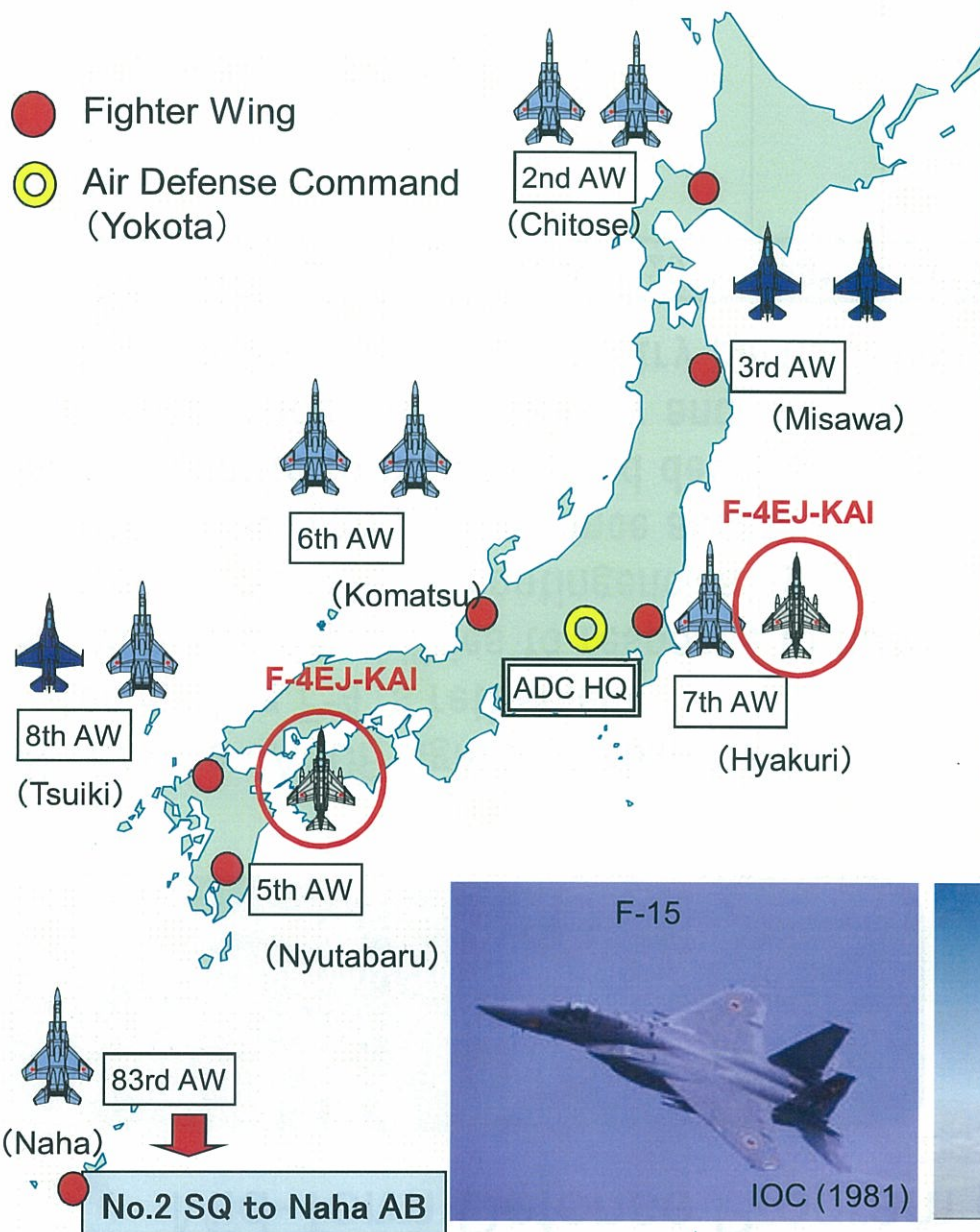 Fighter Wing
Air Defense Command
（Yokota）
2nd AW
（Chitose）
3rd AW
（Misawa）
6th AW
（Komatsu）
F-4EJ-KAI
F-4EJ-KAI
ADC HQ
7th AW
（Hyakuri）
8th AW
（Tsuiki）
5th AW
（Nyutabaru）
83rd AW
（Naha）
No.2 SQ to Naha AB
F-15
IOC (1981)